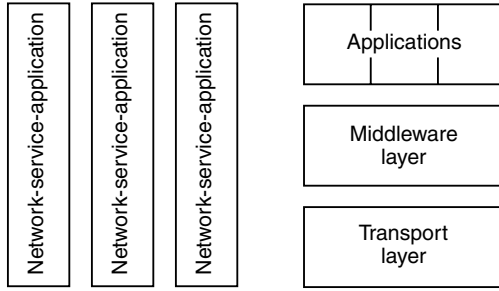 Network-service-application
Network-service-application
Network-service-application
Applications
Middleware
layer
Transport
layer